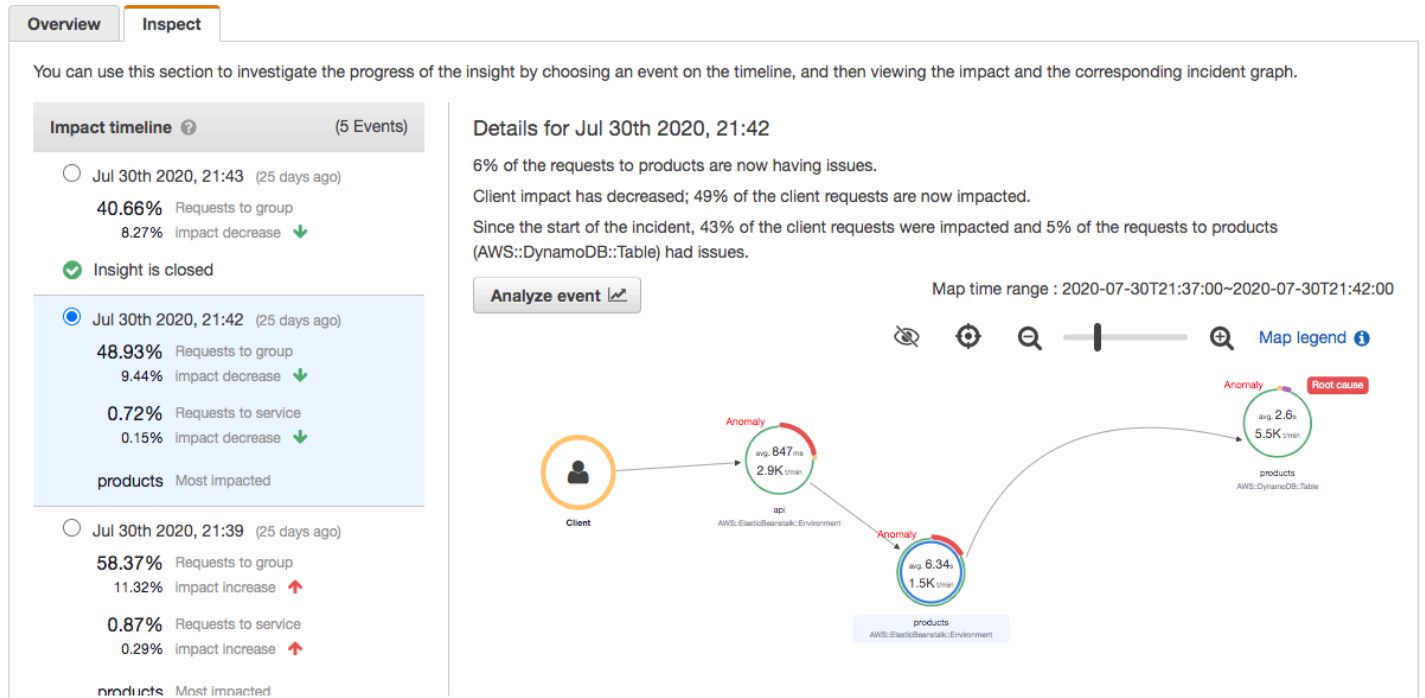 Overview
Inspect
You can use this section to investigate the progress of the insight by choosing an event on the timeline, and then viewing the impact and the corresponding incident graph.
Impact timeline ?
(5 Events)
Jul 30th 2020, 21:43 (25 days ago)
40.66% Requests to group
8.27% impact decrease
Insight is closed
Jul 30th 2020, 21:42 (25 days ago)
48.93% Requests to group
9.44% impact decrease
0.72% Requests to service
0.15% impact decrease
products Most impacted
Jul 30th 2020, 21:39 (25 days ago)
58.37% Requests to group
11.32% impact increase
0.87% Requests to service
0.29% impact increase
products Most impacted
Details for Jul 30th 2020, 21:42
6% of the requests to products are now having issues.
Client impact has decreased; 49% of the client requests are now impacted.
Since the start of the incident, 43% of the client requests were impacted and 5% of the requests to products
(AWS::DynamoDB::Table) had issues.
Analyze event
Map time range : 2020-07-30T21:37:00~2020-07-30T21:42:00
Map legend i
Client
Anomaly
avg. 847ms
2.9K t/min
api
AWS::ElasticBeanstalk::Environment
Anomaly
avg. 6.34s
1.5K t/min
products
AWS::ElasticBeanstalk::Environment
Anomaly
Root cause
avg. 2.6s
5.5K t/min
products
AWS::DynamoDB::Table